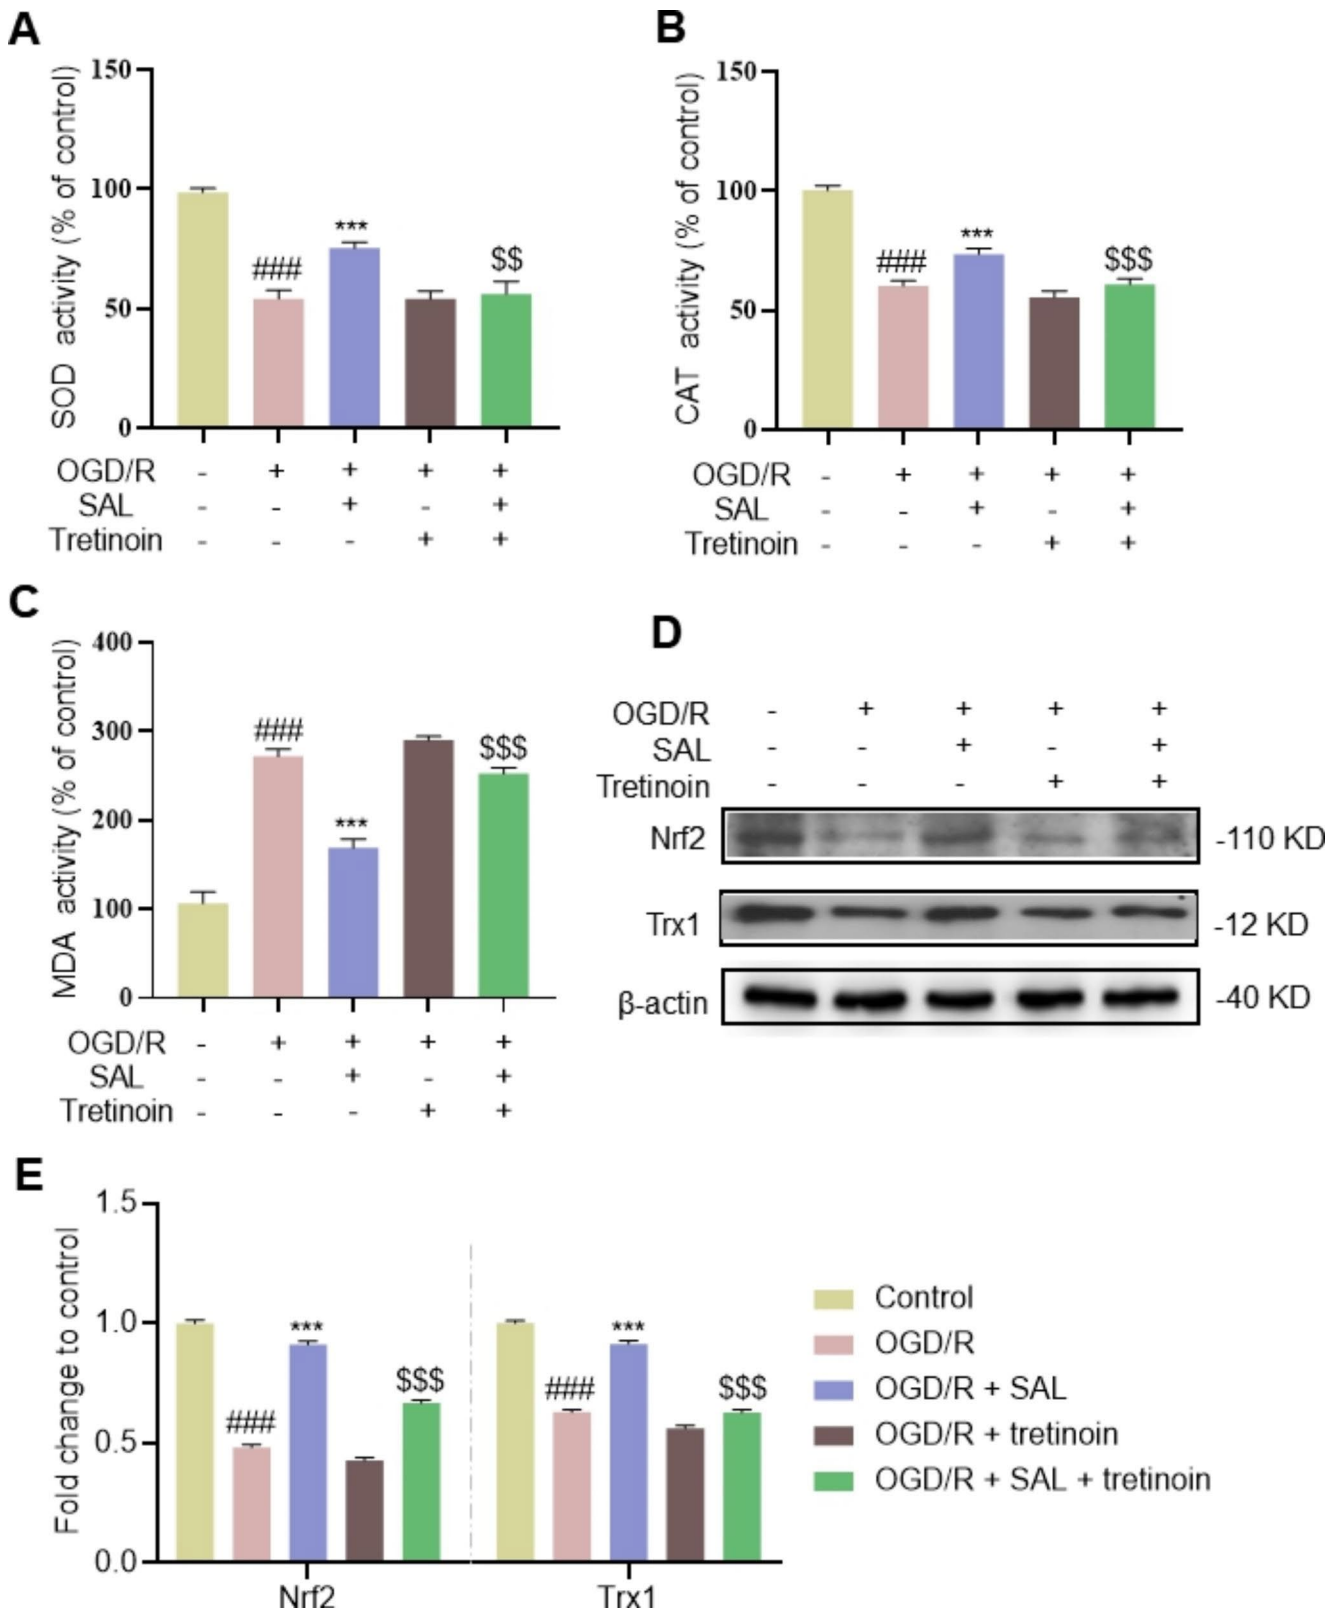 A
SOD activity (% of control)
150
100
50
0
###
***
$$
OGD/R - + + + +
SAL - - + - +
Tretinoin - - - + +
B
CAT activity (% of control)
150
100
50
0
###
***
$$$
OGD/R - + + + +
SAL - - + - +
Tretinoin - - - + +
C
MDA activity (% of control)
400
300
200
100
0
###
***
$$$
OGD/R - + + + +
SAL - - + - +
Tretinoin - - - + +
D
OGD/R - + + + +
SAL - - + - +
Tretinoin - - - + +
Nrf2 -110 KD
Trx1 -12 KD
β-actin -40 KD
E
Fold change to control
1.5
1.0
0.5
0.0
###
***
$$$
###
***
$$$
Nrf2 Trx1
Control
OGD/R
OGD/R + SAL
OGD/R + tretinoin
OGD/R + SAL + tretinoin